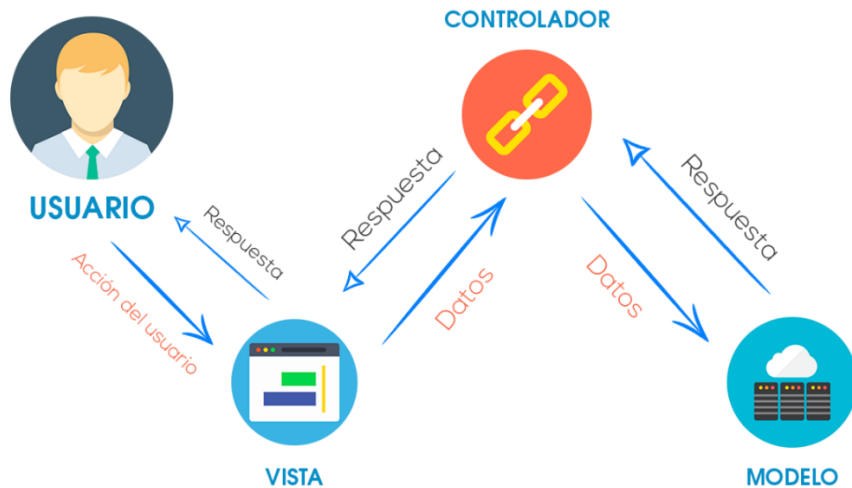 CONTROLADOR
USUARIO
Respuesta
Acción del usuario
Respuesta
Datos
Respuesta
Datos
VISTA
MODELO